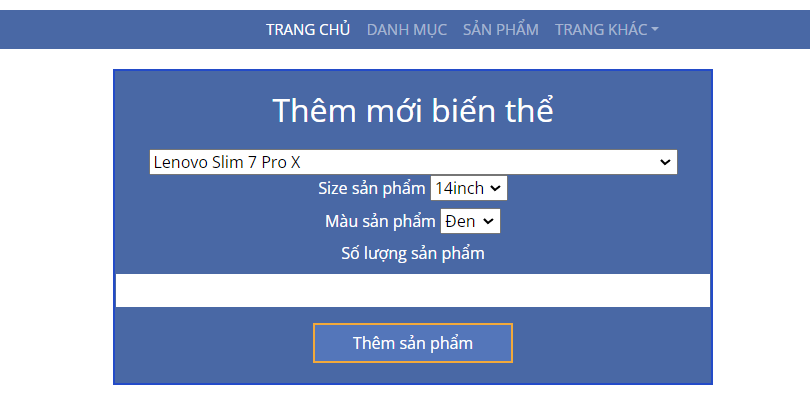 TRANG CHỦ DANH MỤC SẢN PHẨM TRANG KHÁC
Thêm mới biến thể
Lenovo Slim 7 Pro X
Size sản phẩm 14inch
Màu sản phẩm Đen
Số lượng sản phẩm
Thêm sản phẩm